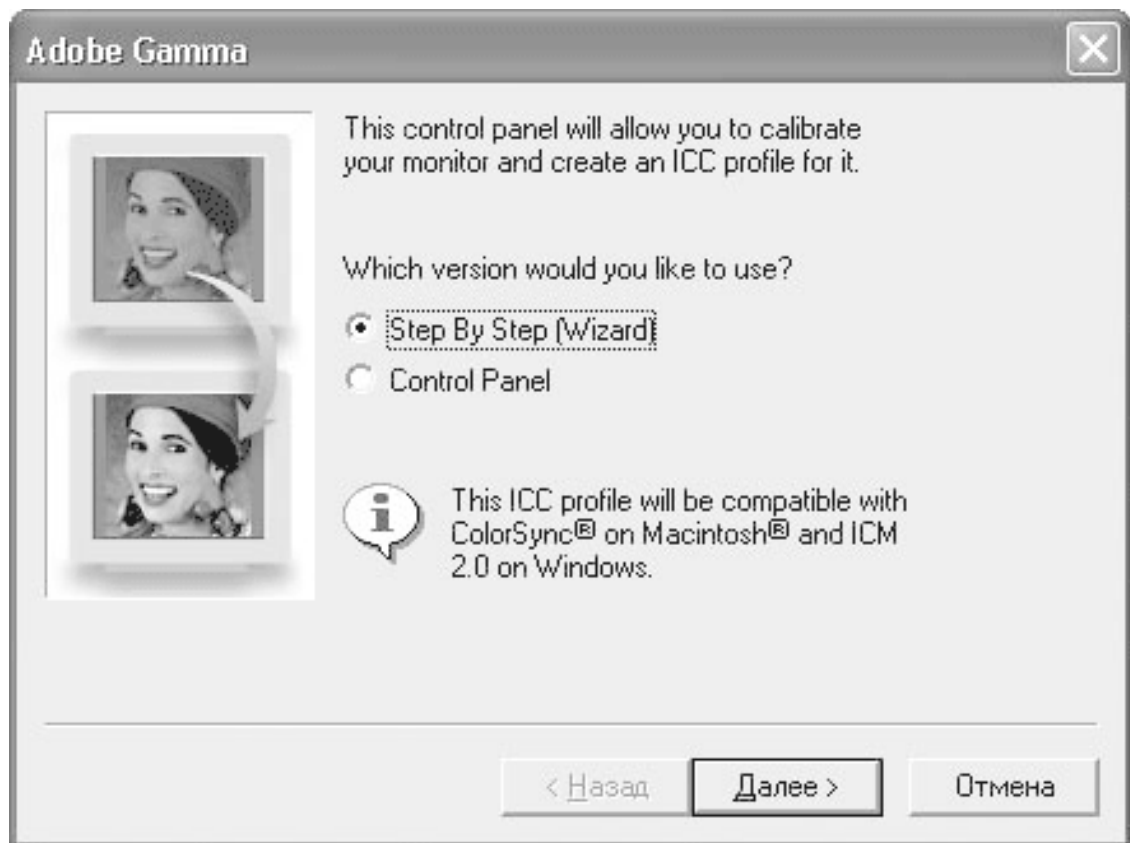 Adobe Gamma
This control panel will allow you to calibrate
your monitor and create an ICC profile for it.
Which version would you like to use?
Step By Step (Wizard)
Control Panel
This ICC profile will be compatible with
ColorSync® on Macintosh® and ICM
2.0 on Windows.
< Назад
Далее >
Отмена